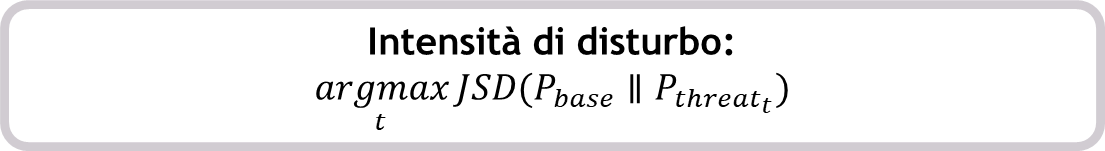 Intensità di disturbo:
argmax JSD(P_base ∥ P_threat_t)
t